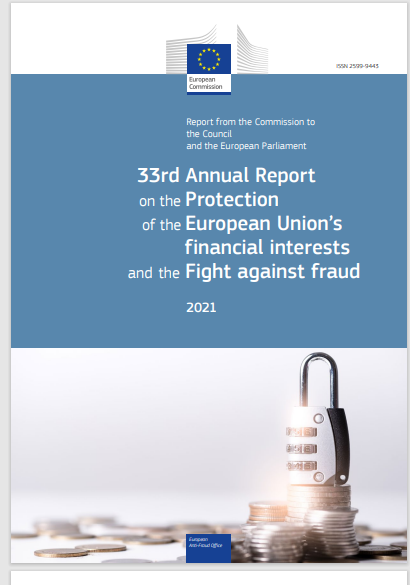 ISSN 2599-9443
European
Commission
Report from the Commission to
the Council
and the European Parliament
33rd Annual Report
on the Protection
of the European Union's
financial interests
and the Fight against fraud
2021
European
Anti-Fraud Office